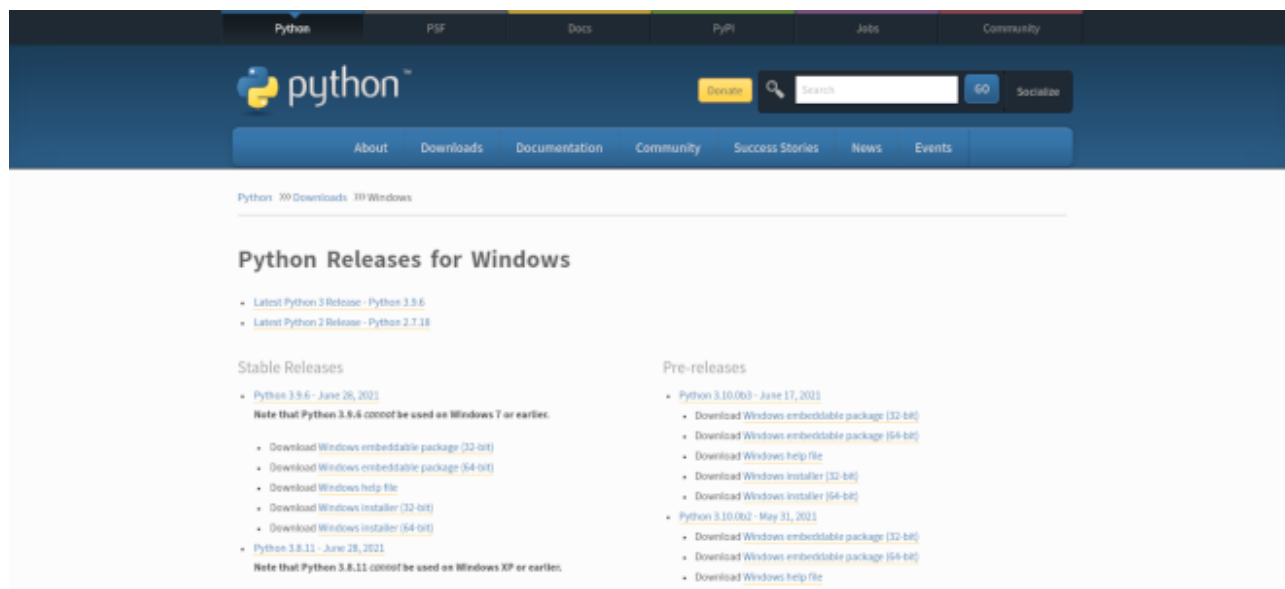 Python PSF Docs PyPI Jobs Community
python™
Donate Search GO Socialize
About Downloads Documentation Community Success Stories News Events
Python >>> Downloads >>> Windows
Python Releases for Windows
• Latest Python 3 Release - Python 3.9.6
• Latest Python 2 Release - Python 2.7.18
Stable Releases
• Python 3.9.6 - June 28, 2021
Note that Python 3.9.6 cannot be used on Windows 7 or earlier.
• Download Windows embeddable package (32-bit)
• Download Windows embeddable package (64-bit)
• Download Windows help file
• Download Windows installer (32-bit)
• Download Windows installer (64-bit)
• Python 3.8.11 - June 28, 2021
Note that Python 3.8.11 cannot be used on Windows XP or earlier.
Pre-releases
• Python 3.10.0b3 - June 17, 2021
• Download Windows embeddable package (32-bit)
• Download Windows embeddable package (64-bit)
• Download Windows help file
• Download Windows installer (32-bit)
• Download Windows installer (64-bit)
• Python 3.10.0b2 - May 31, 2021
• Download Windows embeddable package (32-bit)
• Download Windows embeddable package (64-bit)
• Download Windows help file